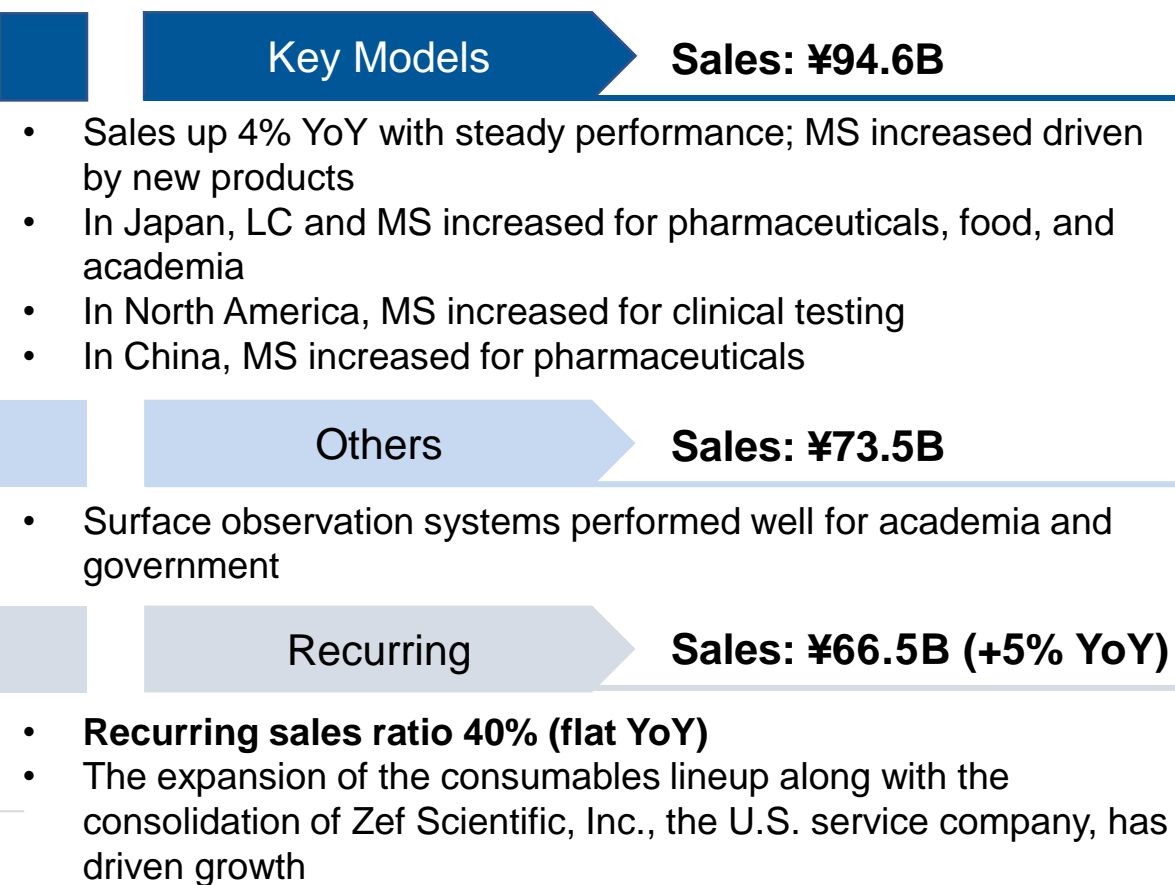 Key Models
Sales: ¥94.6B
• Sales up 4% YoY with steady performance; MS increased driven
by new products
• In Japan, LC and MS increased for pharmaceuticals, food, and
academia
• In North America, MS increased for clinical testing
• In China, MS increased for pharmaceuticals
Others
Sales: ¥73.5B
• Surface observation systems performed well for academia and
government
Recurring
Sales: ¥66.5B (+5% YoY)
• Recurring sales ratio 40% (flat YoY)
• The expansion of the consumables lineup along with the
consolidation of Zef Scientific, Inc., the U.S. service company, has
driven growth